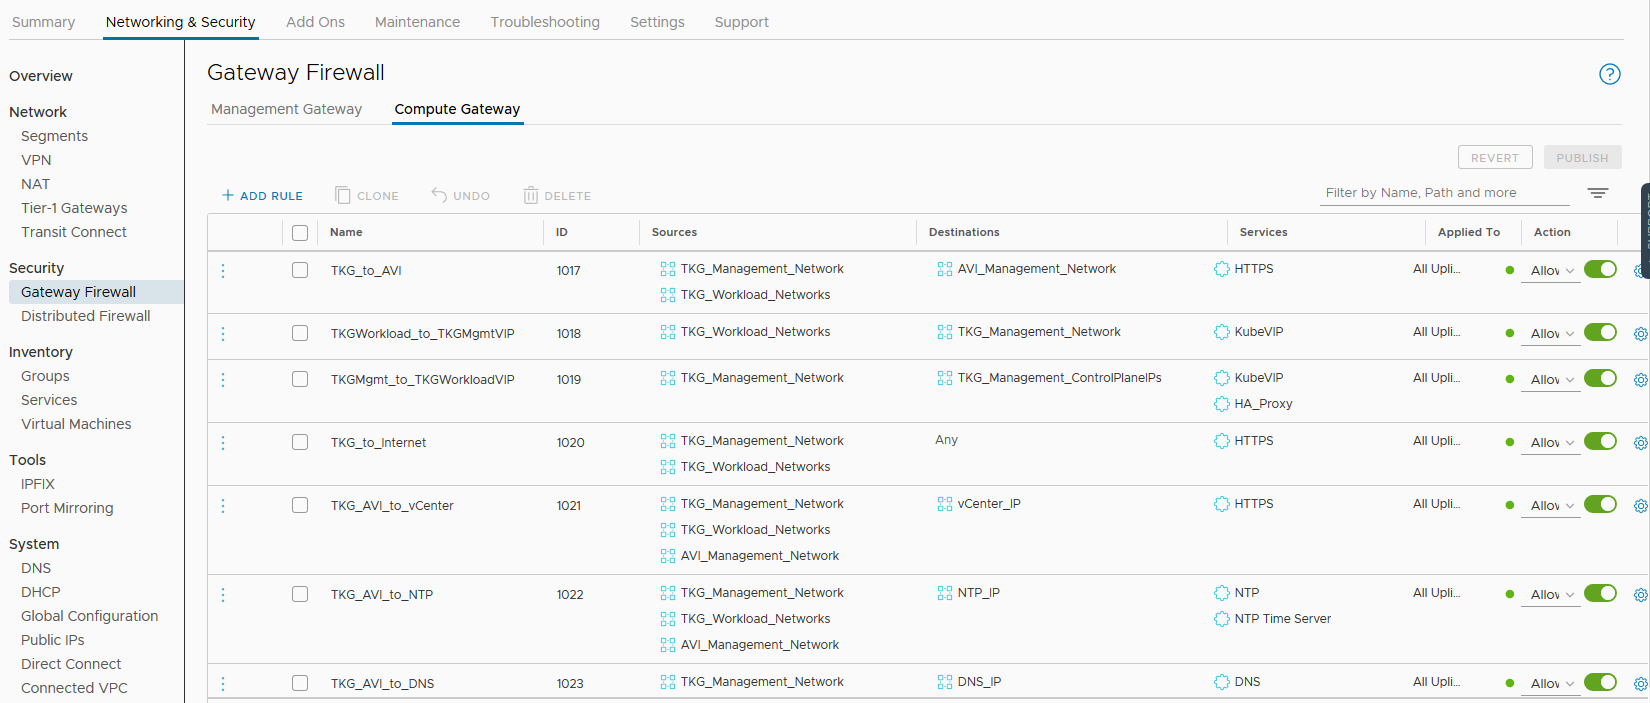 Summary Networking & Security Add Ons Maintenance Troubleshooting Settings Support
Overview
Network
Segments
VPN
NAT
Tier-1 Gateways
Transit Connect
Security
Gateway Firewall
Distributed Firewall
Inventory
Groups
Services
Virtual Machines
Tools
IPFIX
Port Mirroring
System
DNS
DHCP
Global Configuration
Public IPs
Direct Connect
Connected VPC
Gateway Firewall
?
Management Gateway Compute Gateway
REVERT PUBLISH
+ ADD RULE CLONE UNDO DELETE Filter by Name, Path and more
Name ID Sources Destinations Services Applied To Action
TKG_to_AVI 1017 TKG_Management_Network AVI_Management_Network HTTPS All Upli... Allov
TKG_Workload_Networks
TKGWorkload_to_TKGMgmtVIP 1018 TKG_Workload_Networks TKG_Management_Network KubeVIP All Upli... Allov
TKGMgmt_to_TKGWorkloadVIP 1019 TKG_Management_Network TKG_Management_ControlPlaneIPs KubeVIP All Upli... Allov
HA_Proxy
TKG_to_Internet 1020 TKG_Management_Network Any HTTPS All Upli... Allov
TKG_Workload_Networks
TKG_AVI_to_vCenter 1021 TKG_Management_Network vCenter_IP HTTPS All Upli... Allov
TKG_Workload_Networks
AVI_Management_Network
TKG_AVI_to_NTP 1022 TKG_Management_Network NTP_IP NTP All Upli... Allov
TKG_Workload_Networks NTP Time Server
AVI_Management_Network
TKG_AVI_to_DNS 1023 TKG_Management_Network DNS_IP DNS All Upli... Allov